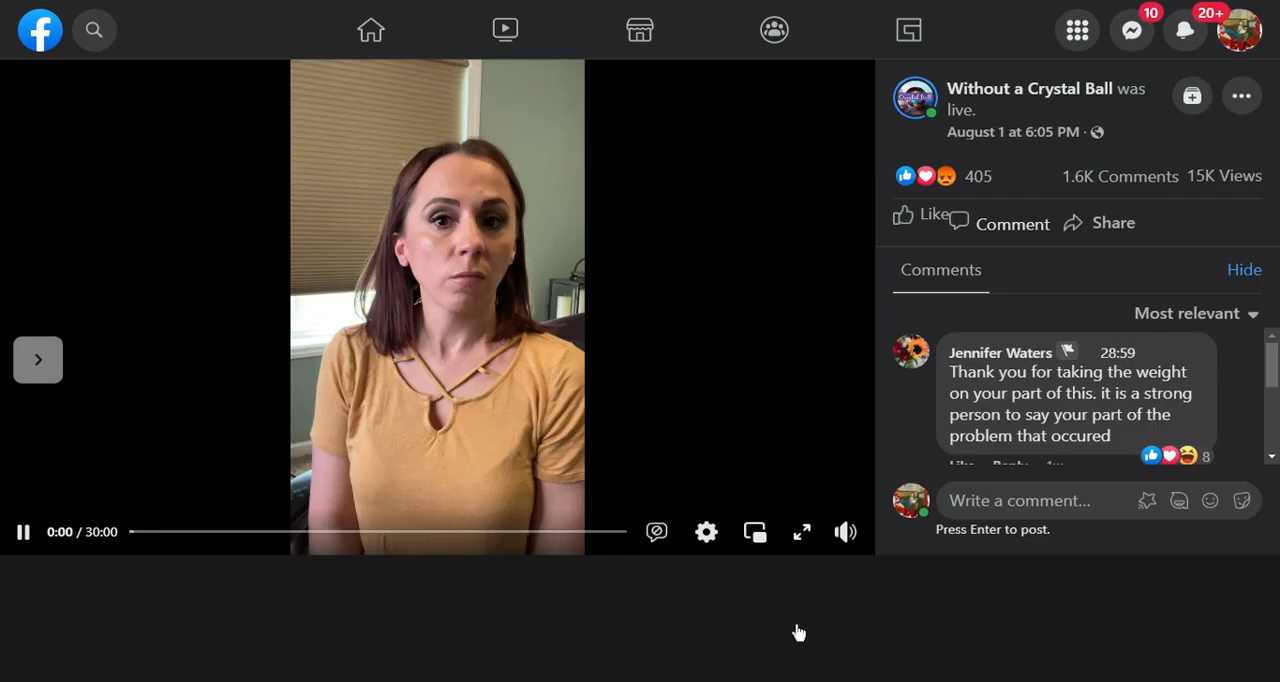 10
20+
Without a Crystal Ball was
live.
August 1 at 6:05 PM ·
405
1.6K Comments 15K Views
Like Comment Share
Comments
Hide
Most relevant
Jennifer Waters 28:59
Thank you for taking the weight
on your part of this. it is a strong
person to say your part of the
problem that occured
8
0:00 / 30:00
Write a comment...
Press Enter to post.